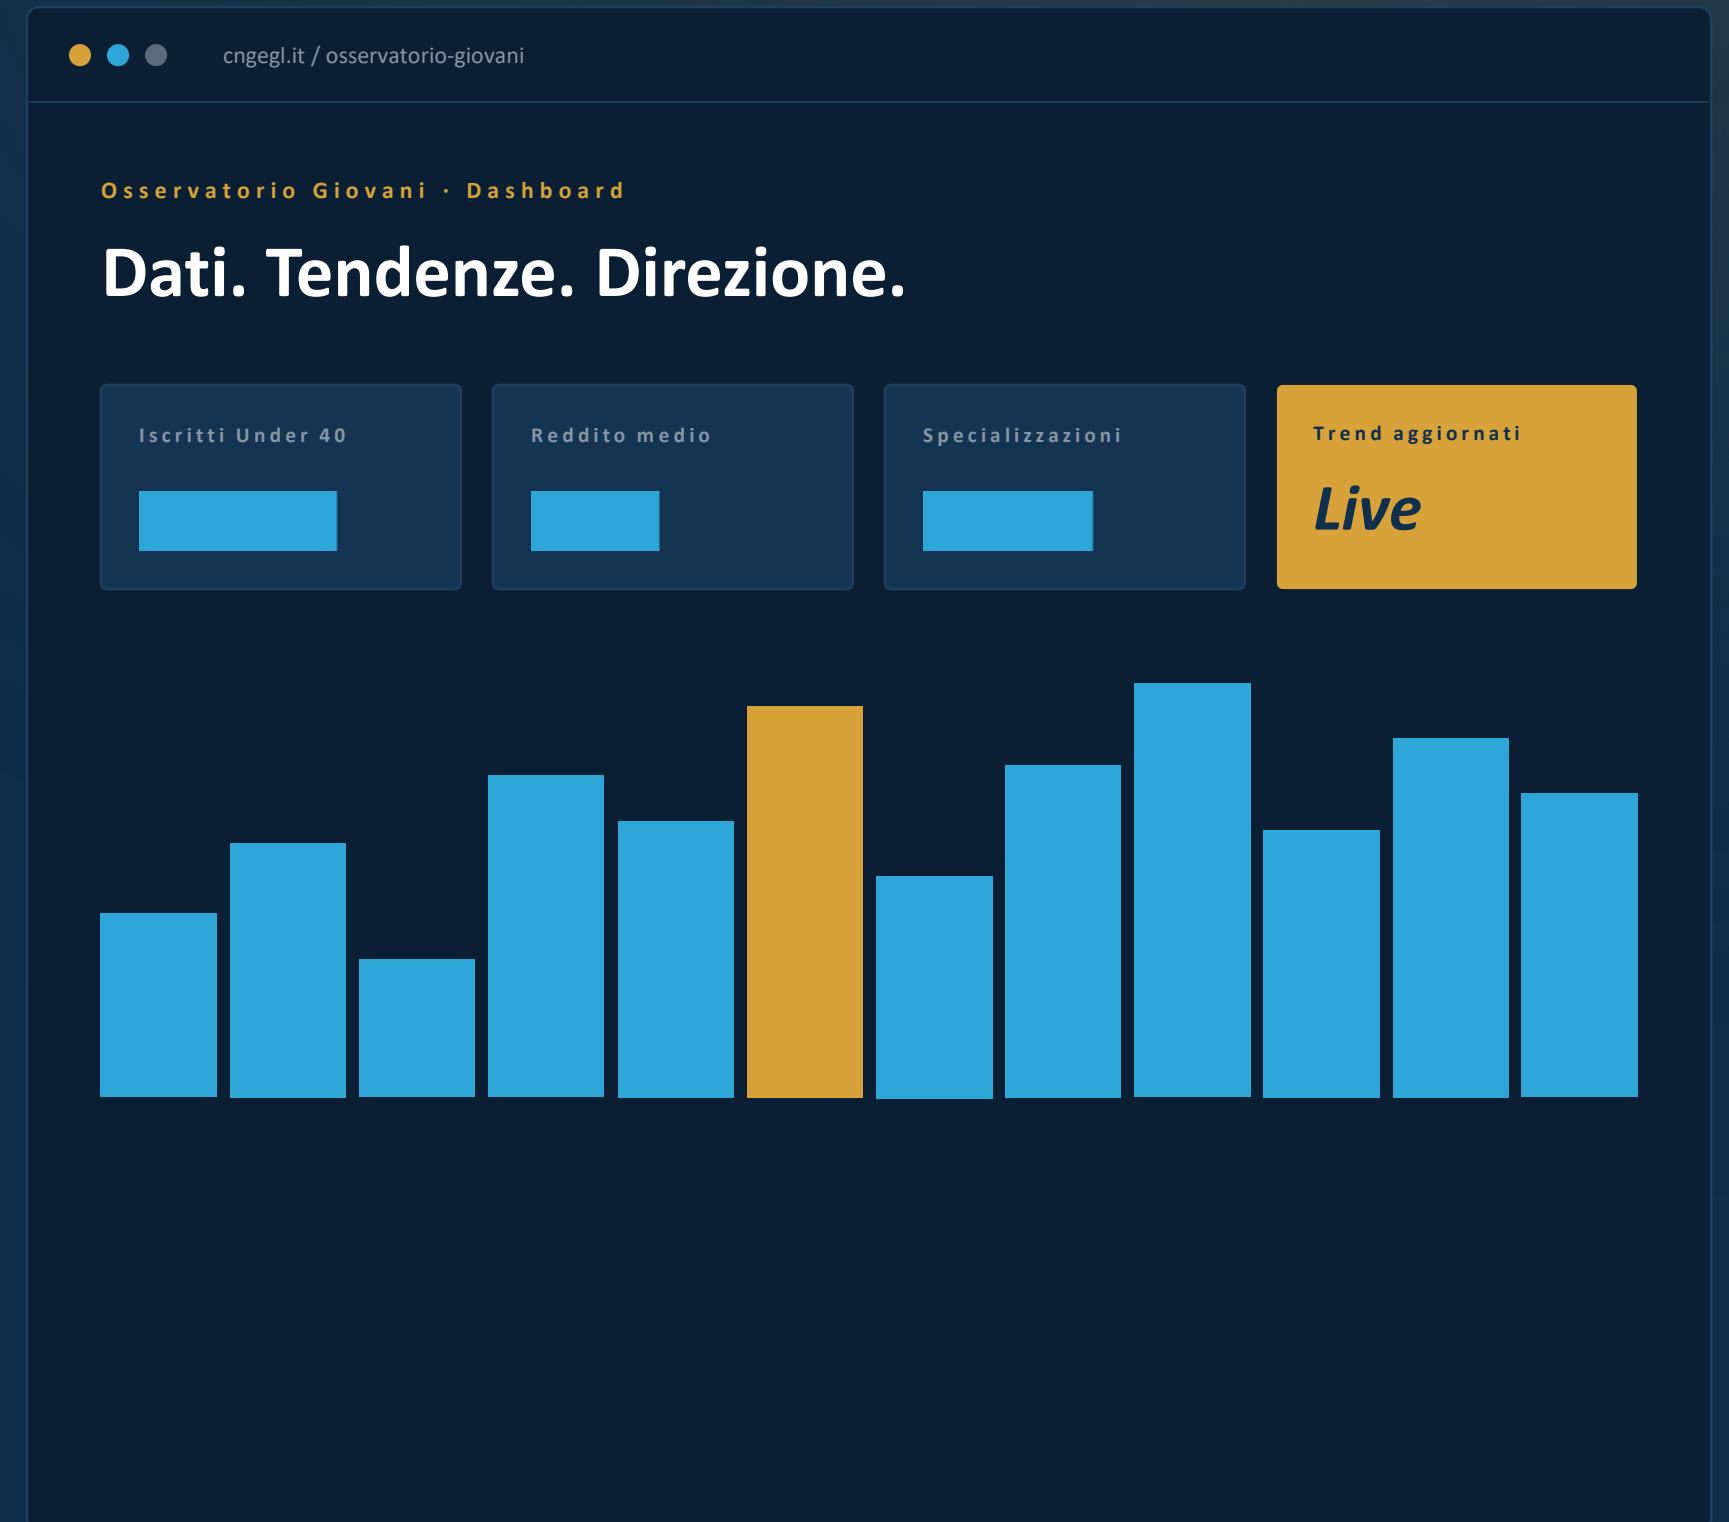 cngegl.it / osservatorio-giovani
Osservatorio Giovani · Dashboard
Dati. Tendenze. Direzione.
Iscritti Under 40
Reddito medio
Specializzazioni
Trend aggiornati
Live